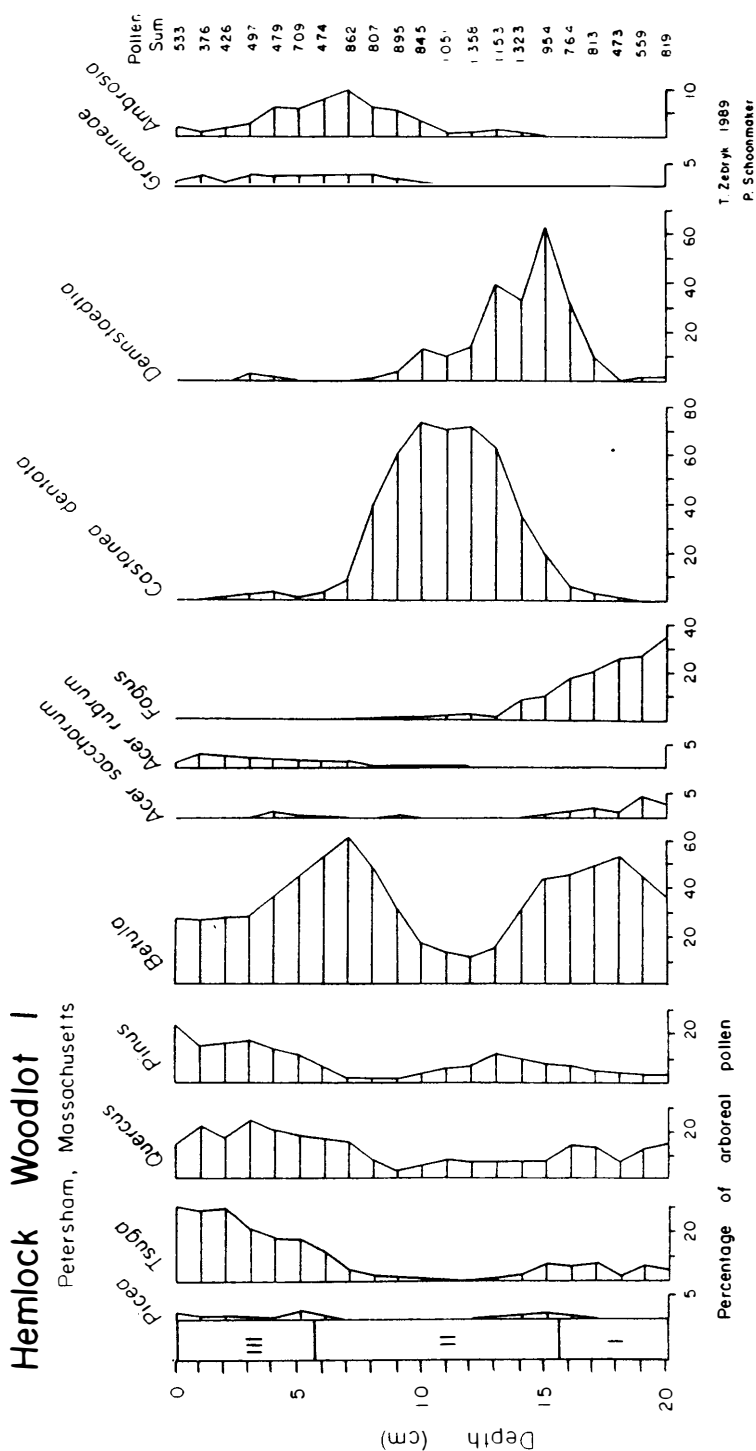 Hemlock Woodlot I
Petersham, Massachusetts
Picea
Tsuga
Quercus
Pinus
Betula
Acer saccharum
Acer rubrum
Fagus
Castanea dentata
Dennstaedtia
Gramineae
Ambrosia
Pollen
Sum
533
376
426
497
479
709
474
862
807
895
845
1051
1358
1153
1323
954
764
813
473
559
819
Depth
(cm)
0
5
10
15
20
III
II
I
5
20
20
20
20 40 60
5
5
20 40
20 40 60 80
20 40 60
5
10
Percentage of arboreal pollen
T. Zebryk 1989
P. Schoonmaker